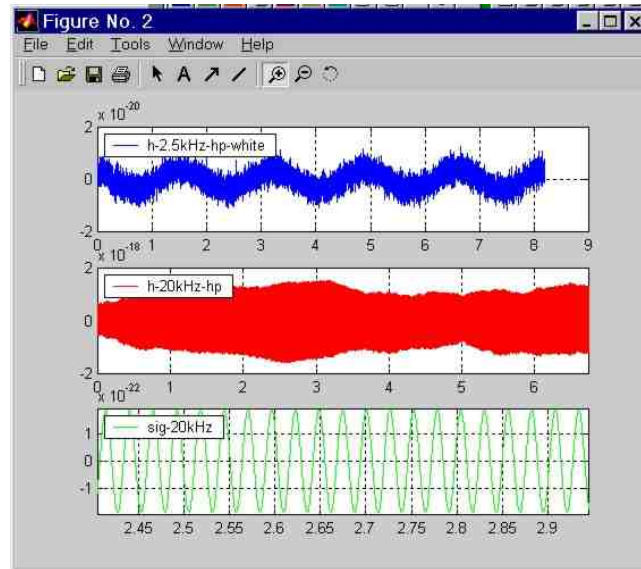 Figure No. 2
File Edit Tools Window Help
A
x 10^-20
2
h-2.5kHz-hp-white
0
-2
0 1 2 3 4 5 6 7 8 9
x 10^-18
2
h-20kHz-hp
0
-2
0 1 2 3 4 5 6
x 10^-22
sig-20kHz
1
0
-1
2.45 2.5 2.55 2.6 2.65 2.7 2.75 2.8 2.85 2.9